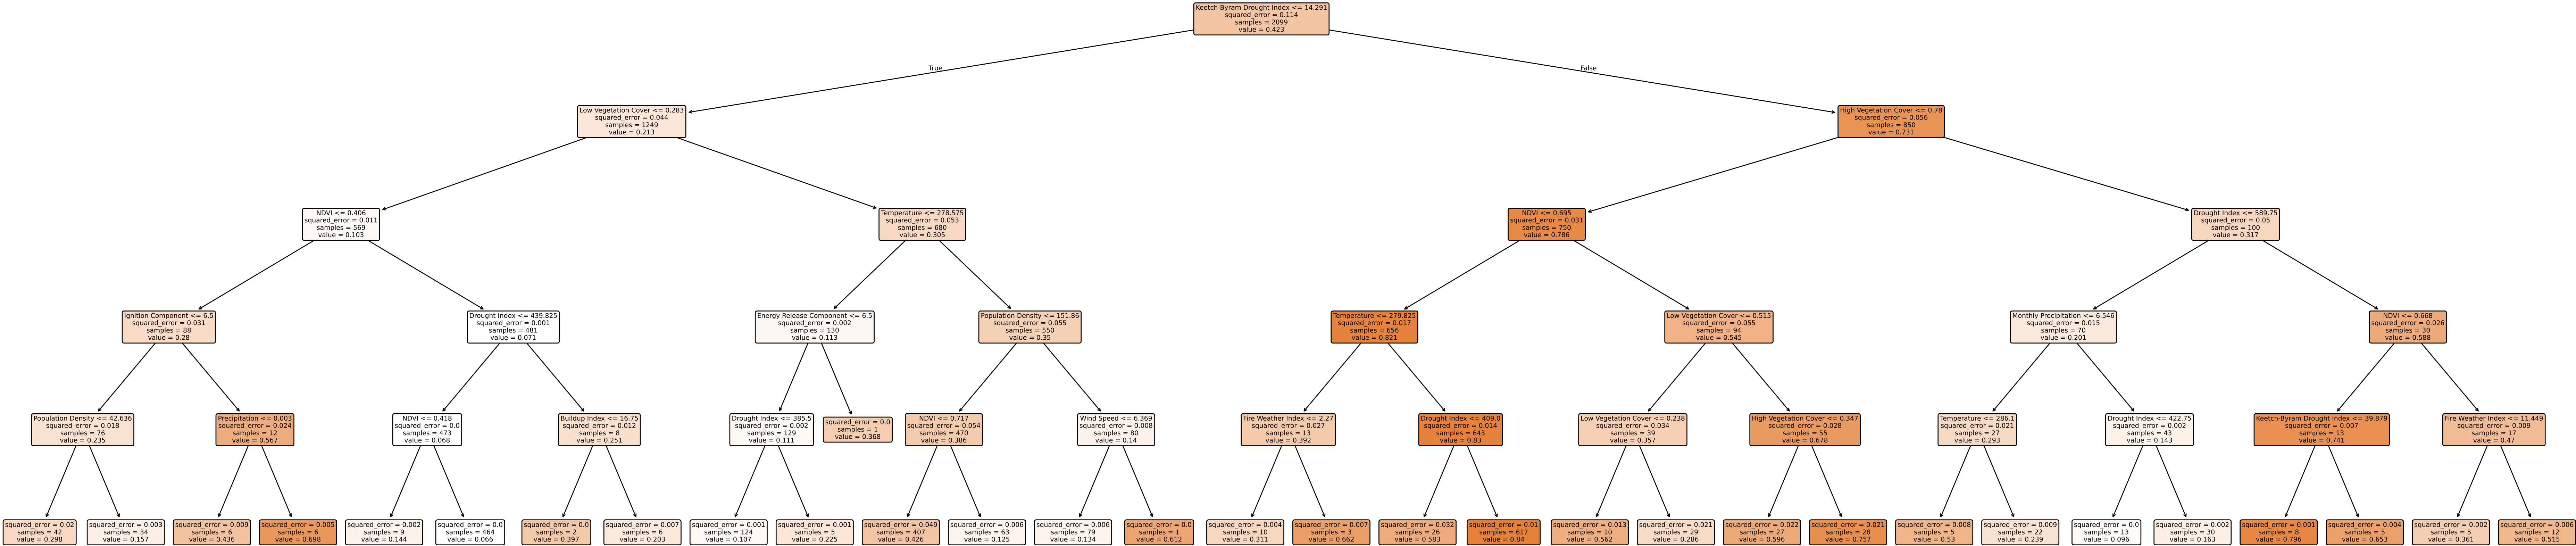 Keetch-Byram Drought Index <= 14.291
squared_error = 0.114
samples = 2099
value = 0.423
True
False
Low Vegetation Cover <= 0.283
squared_error = 0.044
samples = 1249
value = 0.213
High Vegetation Cover <= 0.78
squared_error = 0.056
samples = 850
value = 0.731
NDVI <= 0.406
squared_error = 0.011
samples = 569
value = 0.103
Temperature <= 278.575
squared_error = 0.053
samples = 680
value = 0.305
NDVI <= 0.695
squared_error = 0.031
samples = 750
value = 0.786
Drought Index <= 589.75
squared_error = 0.05
samples = 100
value = 0.317
Ignition Component <= 6.5
squared_error = 0.031
samples = 88
value = 0.28
Drought Index <= 439.825
squared_error = 0.001
samples = 481
value = 0.071
Energy Release Component <= 6.5
squared_error = 0.002
samples = 130
value = 0.113
Population Density <= 151.86
squared_error = 0.055
samples = 550
value = 0.35
Temperature <= 279.825
squared_error = 0.017
samples = 656
value = 0.821
Low Vegetation Cover <= 0.515
squared_error = 0.055
samples = 94
value = 0.545
Monthly Precipitation <= 6.546
squared_error = 0.015
samples = 70
value = 0.201
NDVI <= 0.668
squared_error = 0.026
samples = 30
value = 0.588
Population Density <= 42.636
squared_error = 0.018
samples = 76
value = 0.235
Precipitation <= 0.003
squared_error = 0.024
samples = 12
value = 0.567
NDVI <= 0.418
squared_error = 0.0
samples = 473
value = 0.068
Buildup Index <= 16.75
squared_error = 0.012
samples = 8
value = 0.251
Drought Index <= 385.5
squared_error = 0.002
samples = 129
value = 0.111
squared_error = 0.0
samples = 1
value = 0.368
NDVI <= 0.717
squared_error = 0.054
samples = 470
value = 0.386
Wind Speed <= 6.369
squared_error = 0.008
samples = 80
value = 0.14
Fire Weather Index <= 2.27
squared_error = 0.027
samples = 13
value = 0.392
Drought Index <= 409.0
squared_error = 0.014
samples = 643
value = 0.83
Low Vegetation Cover <= 0.238
squared_error = 0.034
samples = 39
value = 0.357
High Vegetation Cover <= 0.347
squared_error = 0.028
samples = 55
value = 0.678
Temperature <= 286.1
squared_error = 0.021
samples = 27
value = 0.293
Drought Index <= 422.75
squared_error = 0.002
samples = 43
value = 0.143
Keetch-Byram Drought Index <= 39.879
squared_error = 0.007
samples = 13
value = 0.741
Fire Weather Index <= 11.449
squared_error = 0.009
samples = 17
value = 0.47
squared_error = 0.02
samples = 42
value = 0.298
squared_error = 0.003
samples = 34
value = 0.157
squared_error = 0.009
samples = 6
value = 0.436
squared_error = 0.005
samples = 6
value = 0.698
squared_error = 0.002
samples = 9
value = 0.144
squared_error = 0.0
samples = 464
value = 0.066
squared_error = 0.0
samples = 2
value = 0.397
squared_error = 0.007
samples = 6
value = 0.203
squared_error = 0.001
samples = 124
value = 0.107
squared_error = 0.001
samples = 5
value = 0.225
squared_error = 0.049
samples = 407
value = 0.426
squared_error = 0.006
samples = 63
value = 0.125
squared_error = 0.006
samples = 79
value = 0.134
squared_error = 0.0
samples = 1
value = 0.612
squared_error = 0.004
samples = 10
value = 0.311
squared_error = 0.007
samples = 3
value = 0.662
squared_error = 0.032
samples = 26
value = 0.583
squared_error = 0.01
samples = 617
value = 0.84
squared_error = 0.013
samples = 10
value = 0.562
squared_error = 0.021
samples = 29
value = 0.286
squared_error = 0.022
samples = 27
value = 0.596
squared_error = 0.021
samples = 28
value = 0.757
squared_error = 0.008
samples = 5
value = 0.53
squared_error = 0.009
samples = 22
value = 0.239
squared_error = 0.0
samples = 13
value = 0.096
squared_error = 0.002
samples = 30
value = 0.163
squared_error = 0.001
samples = 8
value = 0.796
squared_error = 0.004
samples = 5
value = 0.653
squared_error = 0.002
samples = 5
value = 0.361
squared_error = 0.006
samples = 12
value = 0.515